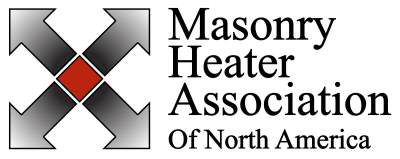 Masonry
Heater
Association
Of North America